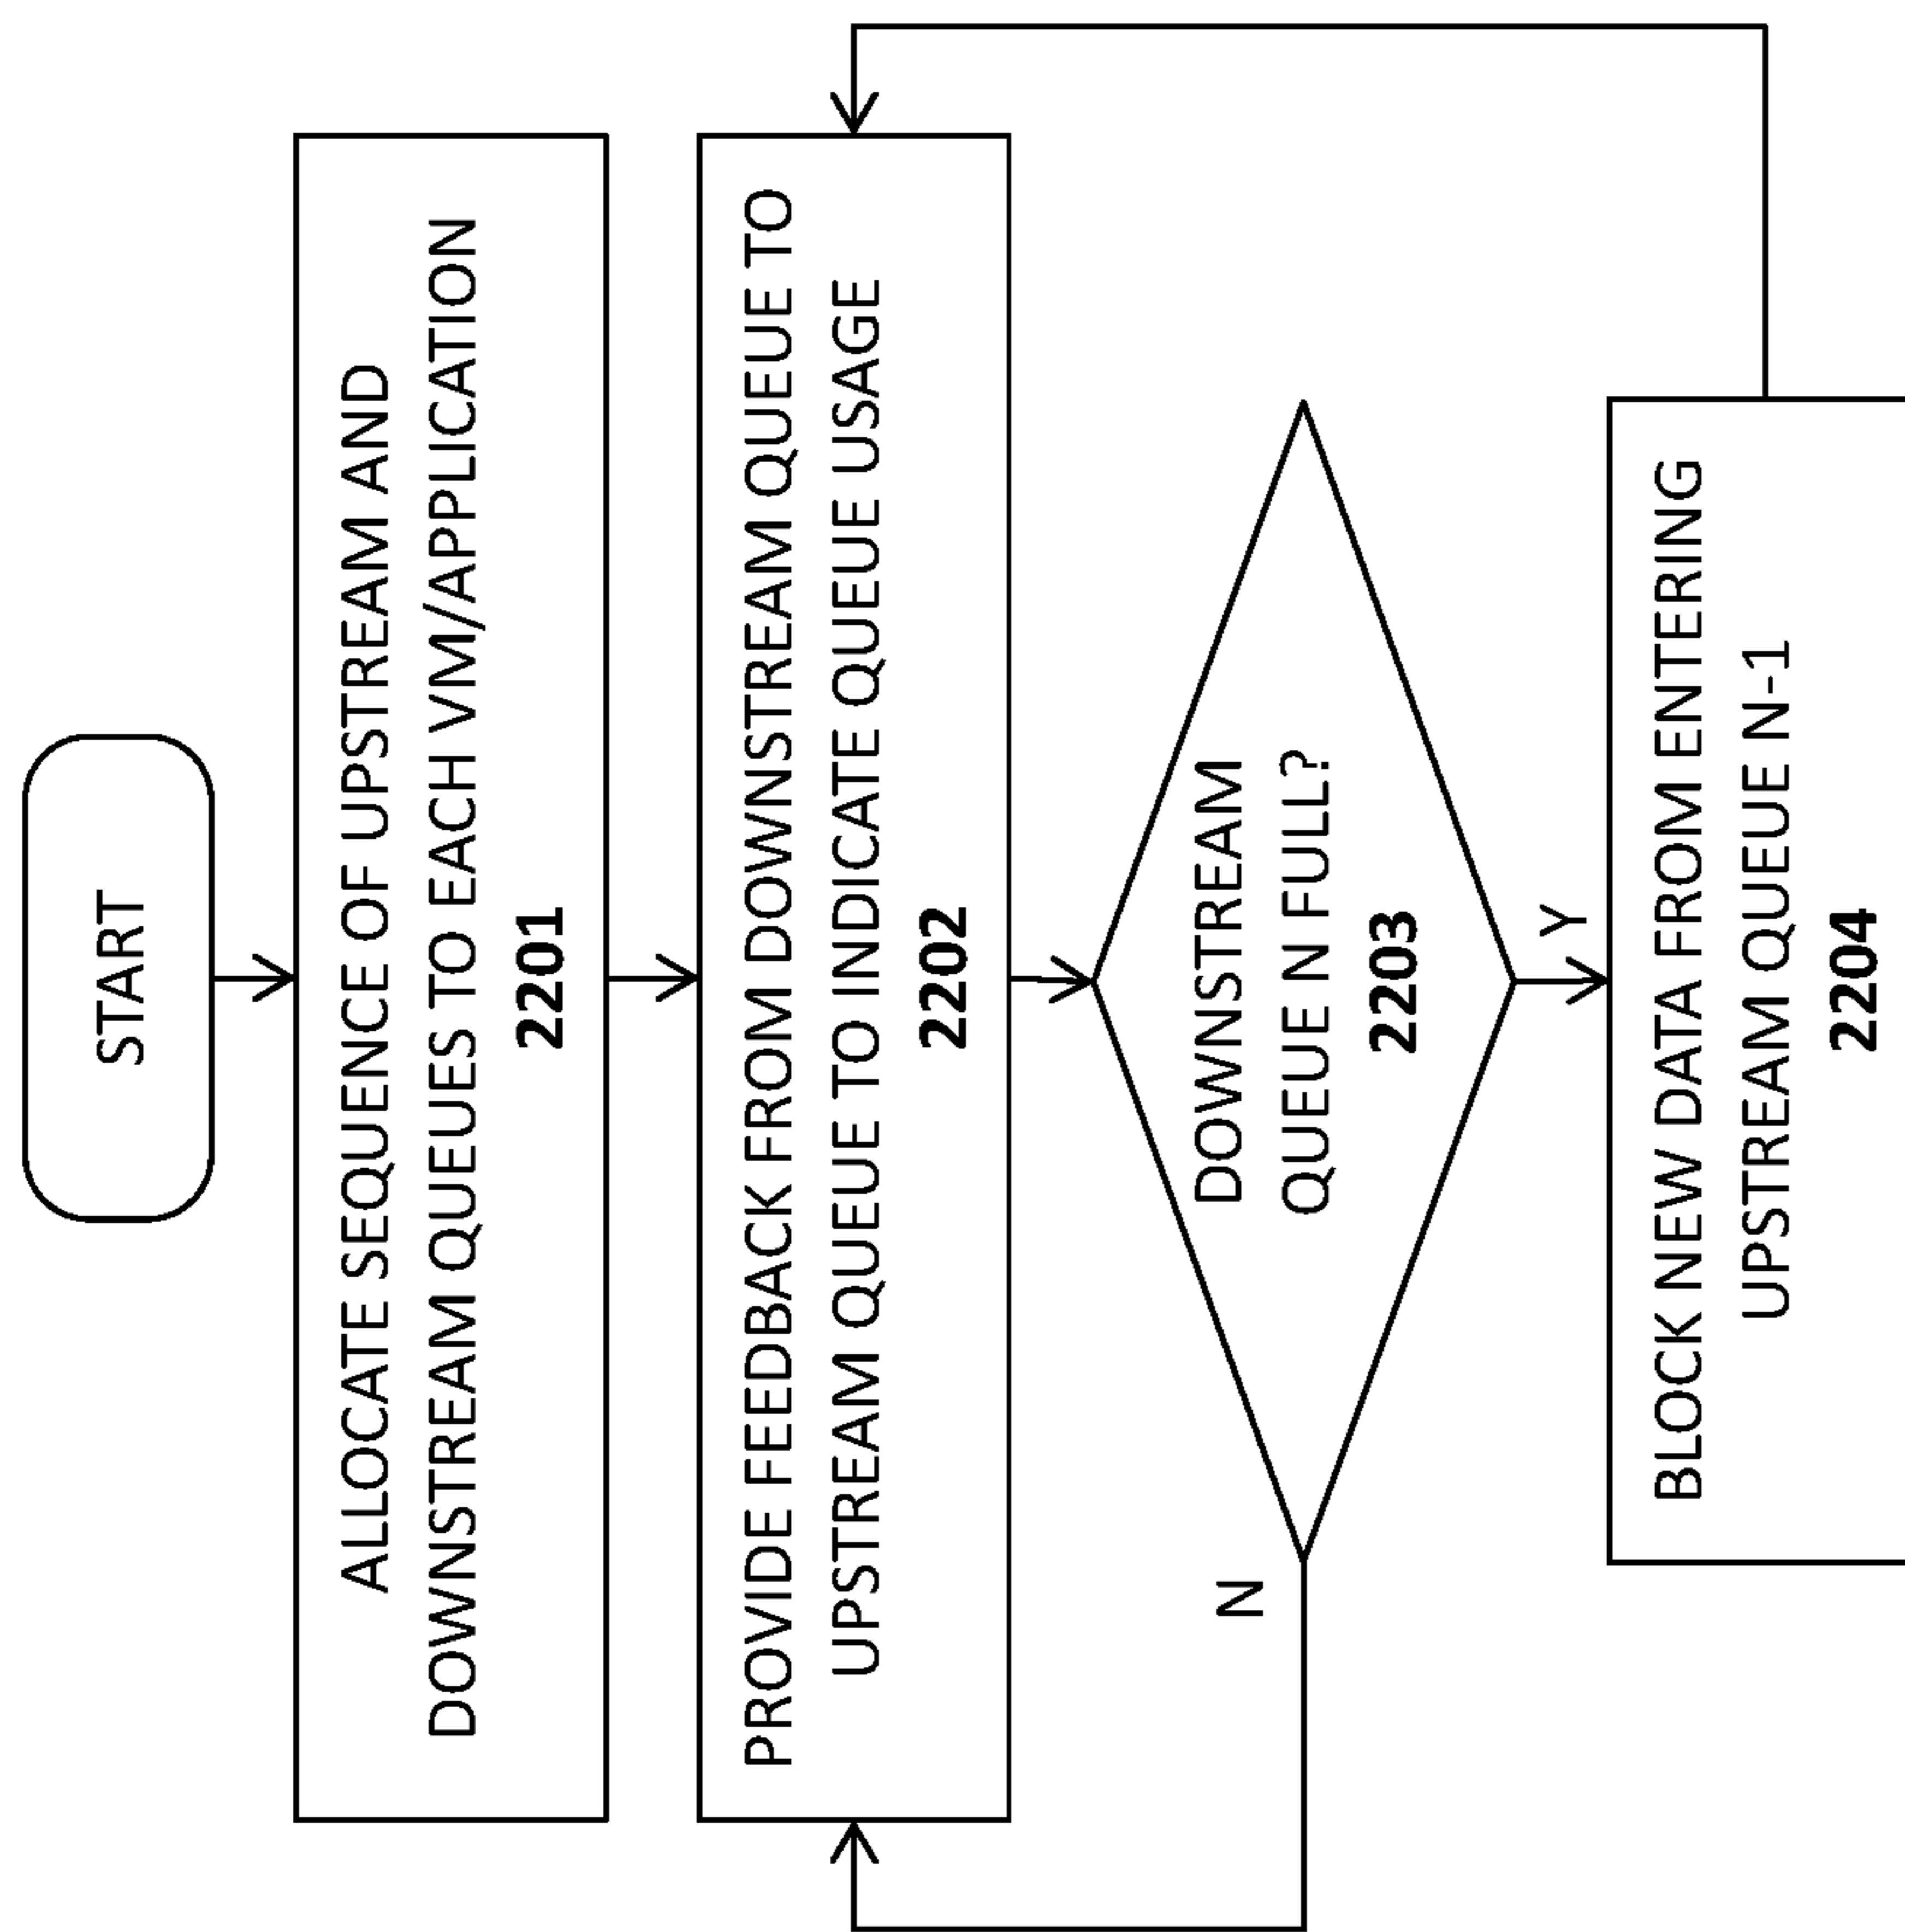 START
ALLOCATE SEQUENCE OF UPSTREAM AND
DOWNSTREAM QUEUES TO EACH VM/APPLICATION
2201
PROVIDE FEEDBACK FROM DOWNSTREAM QUEUE TO
UPSTREAM QUEUE TO INDICATE QUEUE USAGE
2202
DOWNSTREAM
QUEUE N FULL?
2203
N
Y
BLOCK NEW DATA FROM ENTERING
UPSTREAM QUEUE N-1
2204